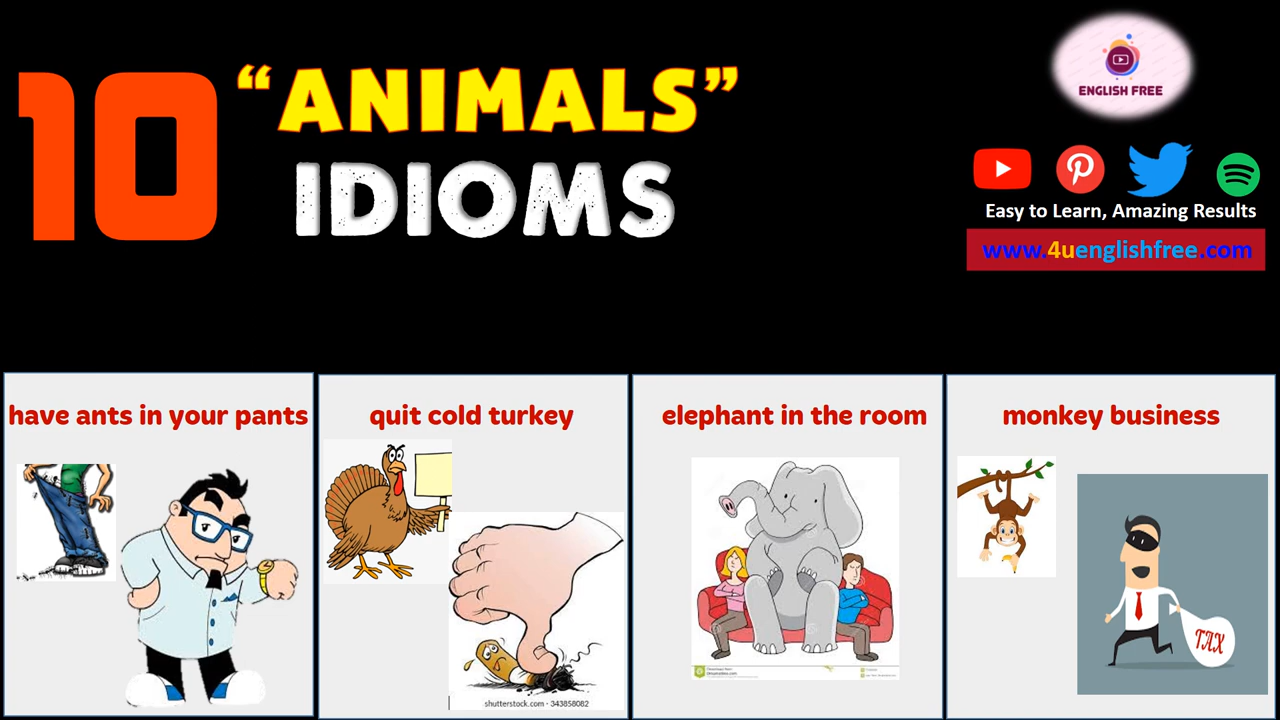 10
“ANIMALS”
IDIOMS
ENGLISH FREE
Easy to Learn, Amazing Results
www.4uenglishfree.com
have ants in your pants
quit cold turkey
elephant in the room
monkey business
TAX
shutterstock.com · 343858082